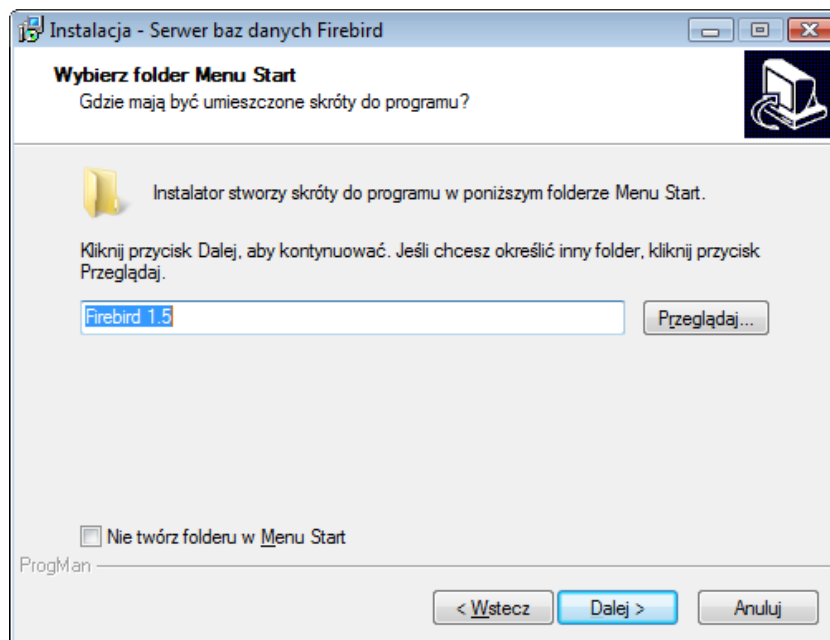 Instalacja - Serwer baz danych Firebird
Wybierz folder Menu Start
Gdzie mają być umieszczone skróty do programu?
Instalator stworzy skróty do programu w poniższym folderze Menu Start.
Kliknij przycisk Dalej, aby kontynuować. Jeśli chcesz określić inny folder, kliknij przycisk
Przeglądaj.
Firebird 1.5 Przeglądaj...
Nie twórz folderu w Menu Start
ProgMan
< Wstecz Dalej > Anuluj